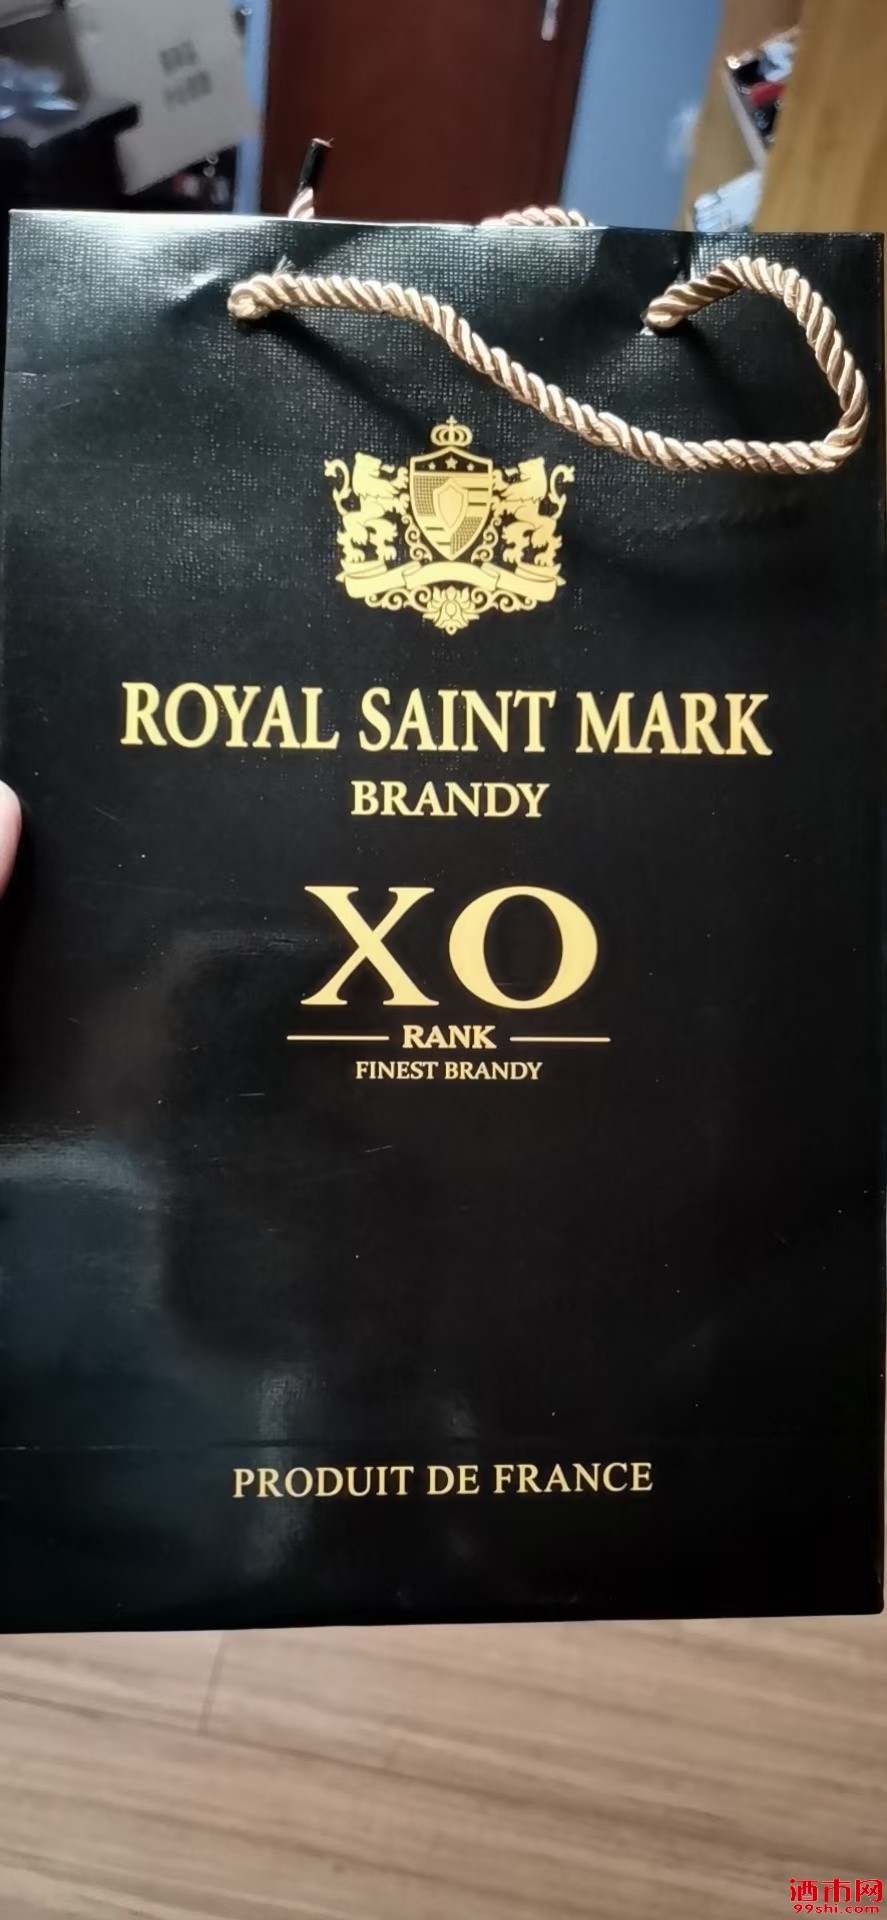 ROYAL SAINT MARK
BRANDY
XO
RANK
FINEST BRANDY
PRODUIT DE FRANCE
酒市网
99shi.com